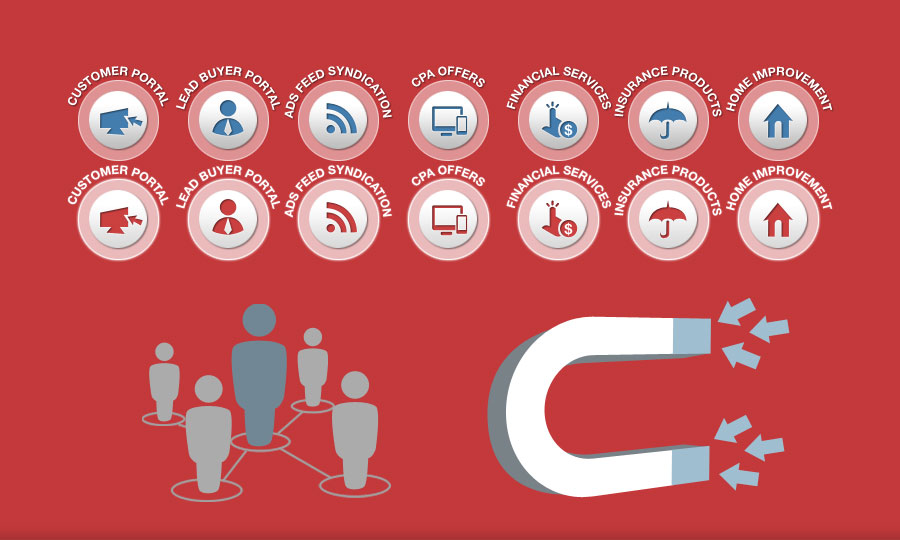 CUSTOMER PORTAL
LEAD BUYER PORTAL
ADS FEED SYNDICATION
CPA OFFERS
FINANCIAL SERVICES
$
INSURANCE PRODUCTS
HOME IMPROVEMENT
CUSTOMER PORTAL
LEAD BUYER PORTAL
ADS FEED SYNDICATION
CPA OFFERS
FINANCIAL SERVICES
$
INSURANCE PRODUCTS
HOME IMPROVEMENT